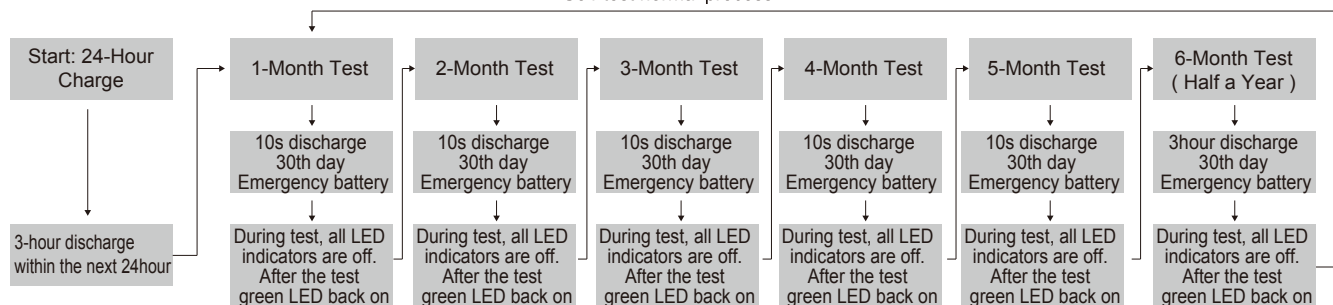 Start: 24-Hour
Charge
3-hour discharge
within the next 24hour
1-Month Test
10s discharge
30th day
Emergency battery
During test, all LED
indicators are off.
After the test
green LED back on
2-Month Test
10s discharge
30th day
Emergency battery
During test, all LED
indicators are off.
After the test
green LED back on
3-Month Test
10s discharge
30th day
Emergency battery
During test, all LED
indicators are off.
After the test
green LED back on
4-Month Test
10s discharge
30th day
Emergency battery
During test, all LED
indicators are off.
After the test
green LED back on
5-Month Test
10s discharge
30th day
Emergency battery
During test, all LED
indicators are off.
After the test
green LED back on
6-Month Test
( Half a Year )
3hour discharge
30th day
Emergency battery
During test, all LED
indicators are off.
After the test
green LED back on